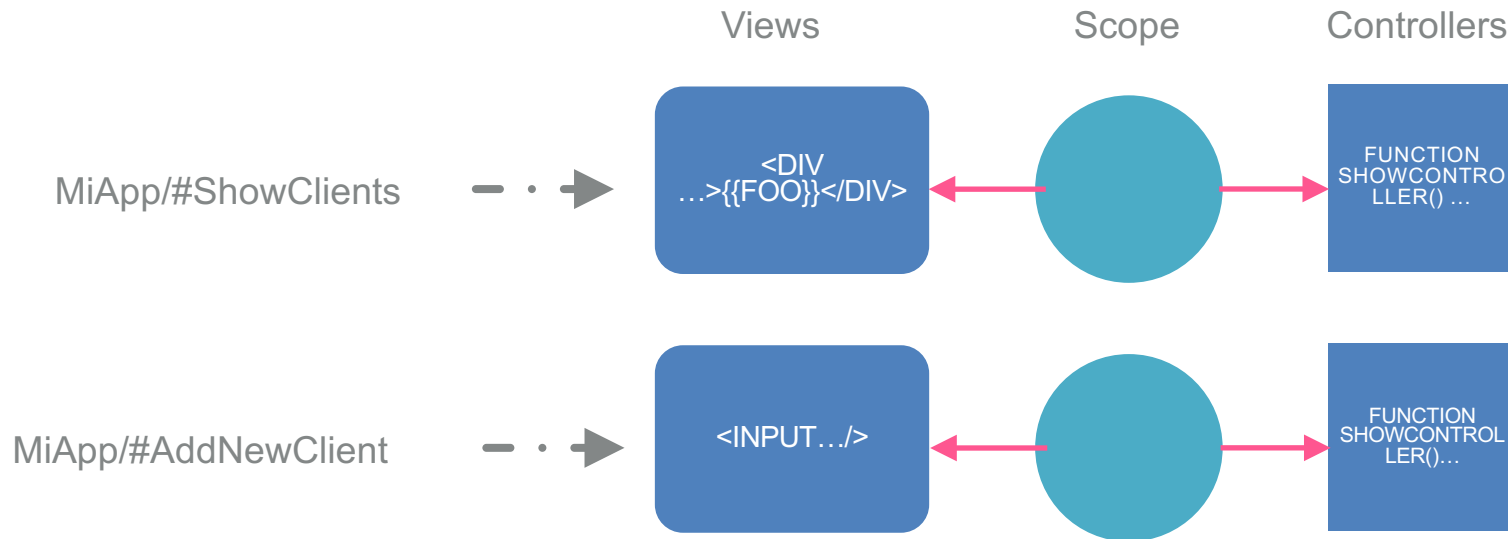 Views
Scope
Controllers
MiApp/#ShowClients
<DIV
…>{{FOO}}</DIV>
FUNCTION
SHOWCONTRO
LLER() …
MiApp/#AddNewClient
<INPUT…/>
FUNCTION
SHOWCONTROL
LER()…